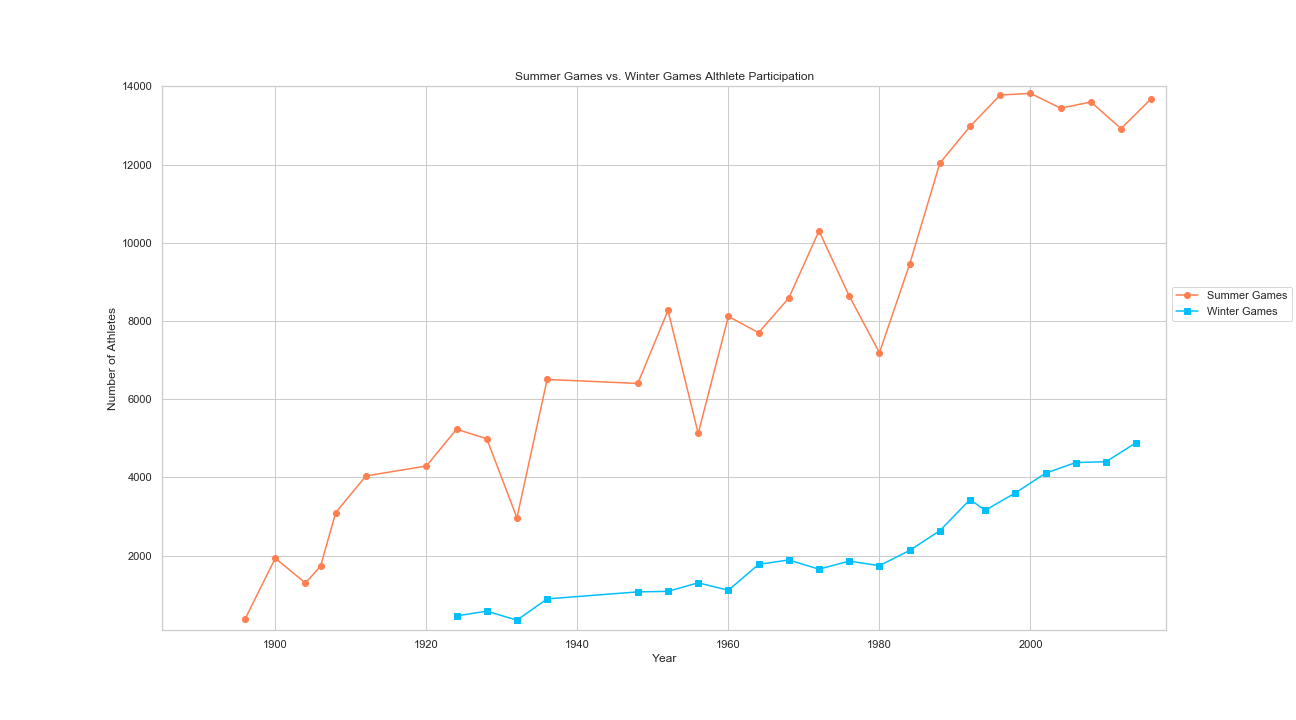 Summer Games vs. Winter Games Althlete Participation
14000
12000
10000
8000
6000
4000
2000
Number of Athletes
1900 1920 1940 1960 1980 2000
Year
Summer Games
Winter Games